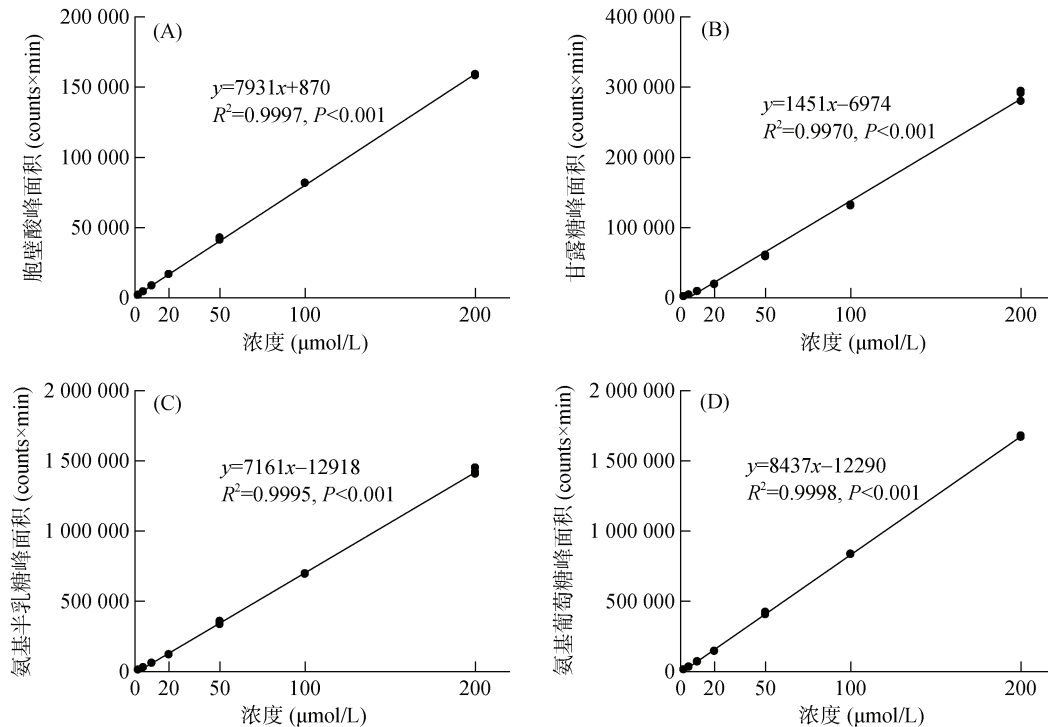 (A)
y=7931x+870
R²=0.9997, P<0.001
胞壁酸峰面积 (counts×min)
200 000
150 000
100 000
50 000
0
0 20 50 100 200
浓度 (μmol/L)
(B)
y=1451x–6974
R²=0.9970, P<0.001
甘露糖峰面积 (counts×min)
400 000
300 000
200 000
100 000
0
0 20 50 100 200
浓度 (μmol/L)
(C)
y=7161x–12918
R²=0.9995, P<0.001
氨基半乳糖峰面积 (counts×min)
2 000 000
1 500 000
1 000 000
500 000
0
0 20 50 100 200
浓度 (μmol/L)
(D)
y=8437x–12290
R²=0.9998, P<0.001
氨基葡萄糖峰面积 (counts×min)
2 000 000
1 500 000
1 000 000
500 000
0
0 20 50 100 200
浓度 (μmol/L)